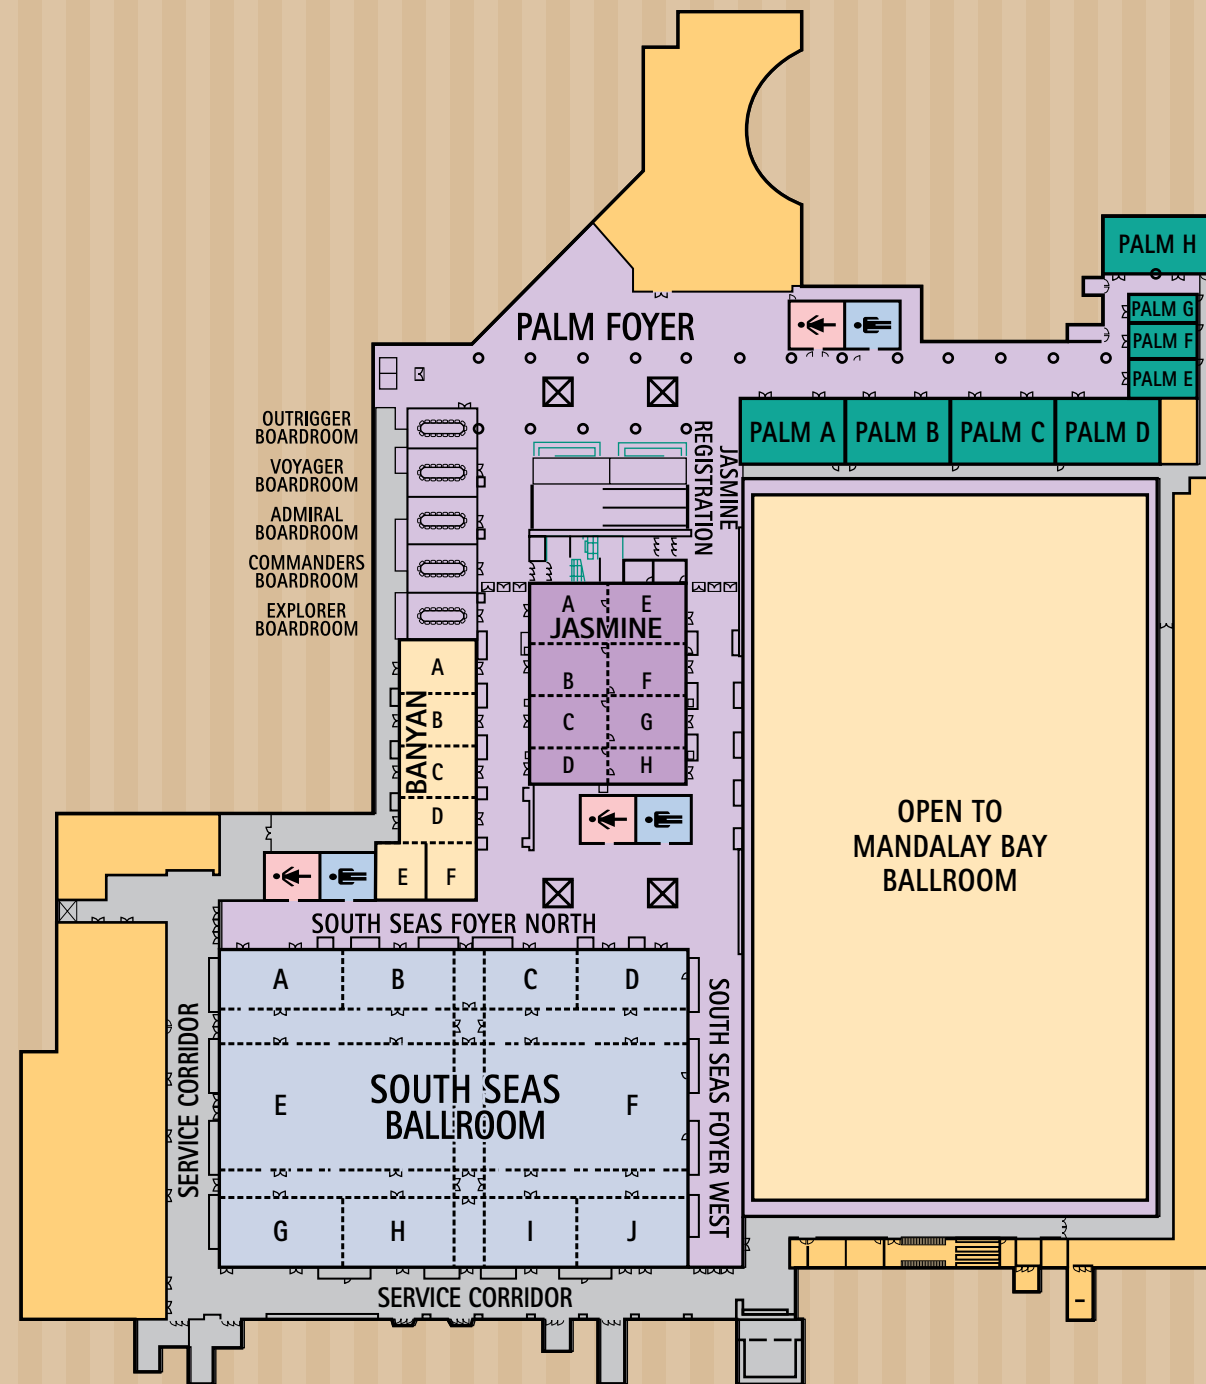 PALM H
PALM G
PALM F
PALM E
PALM FOYER
PALM A
PALM B
PALM C
PALM D
JASMINE
REGISTRATION
OUTRIGGER
BOARDROOM
VOYAGER
BOARDROOM
ADMIRAL
BOARDROOM
COMMANDERS
BOARDROOM
EXPLORER
BOARDROOM
A
E
JASMINE
B
F
C
G
D
H
BANYAN
A
B
C
D
E
F
OPEN TO
MANDALAY BAY
BALLROOM
SOUTH SEAS FOYER NORTH
A
B
C
D
SERVICE CORRIDOR
E
SOUTH SEAS
BALLROOM
F
SOUTH SEAS FOYER WEST
G
H
I
J
SERVICE CORRIDOR